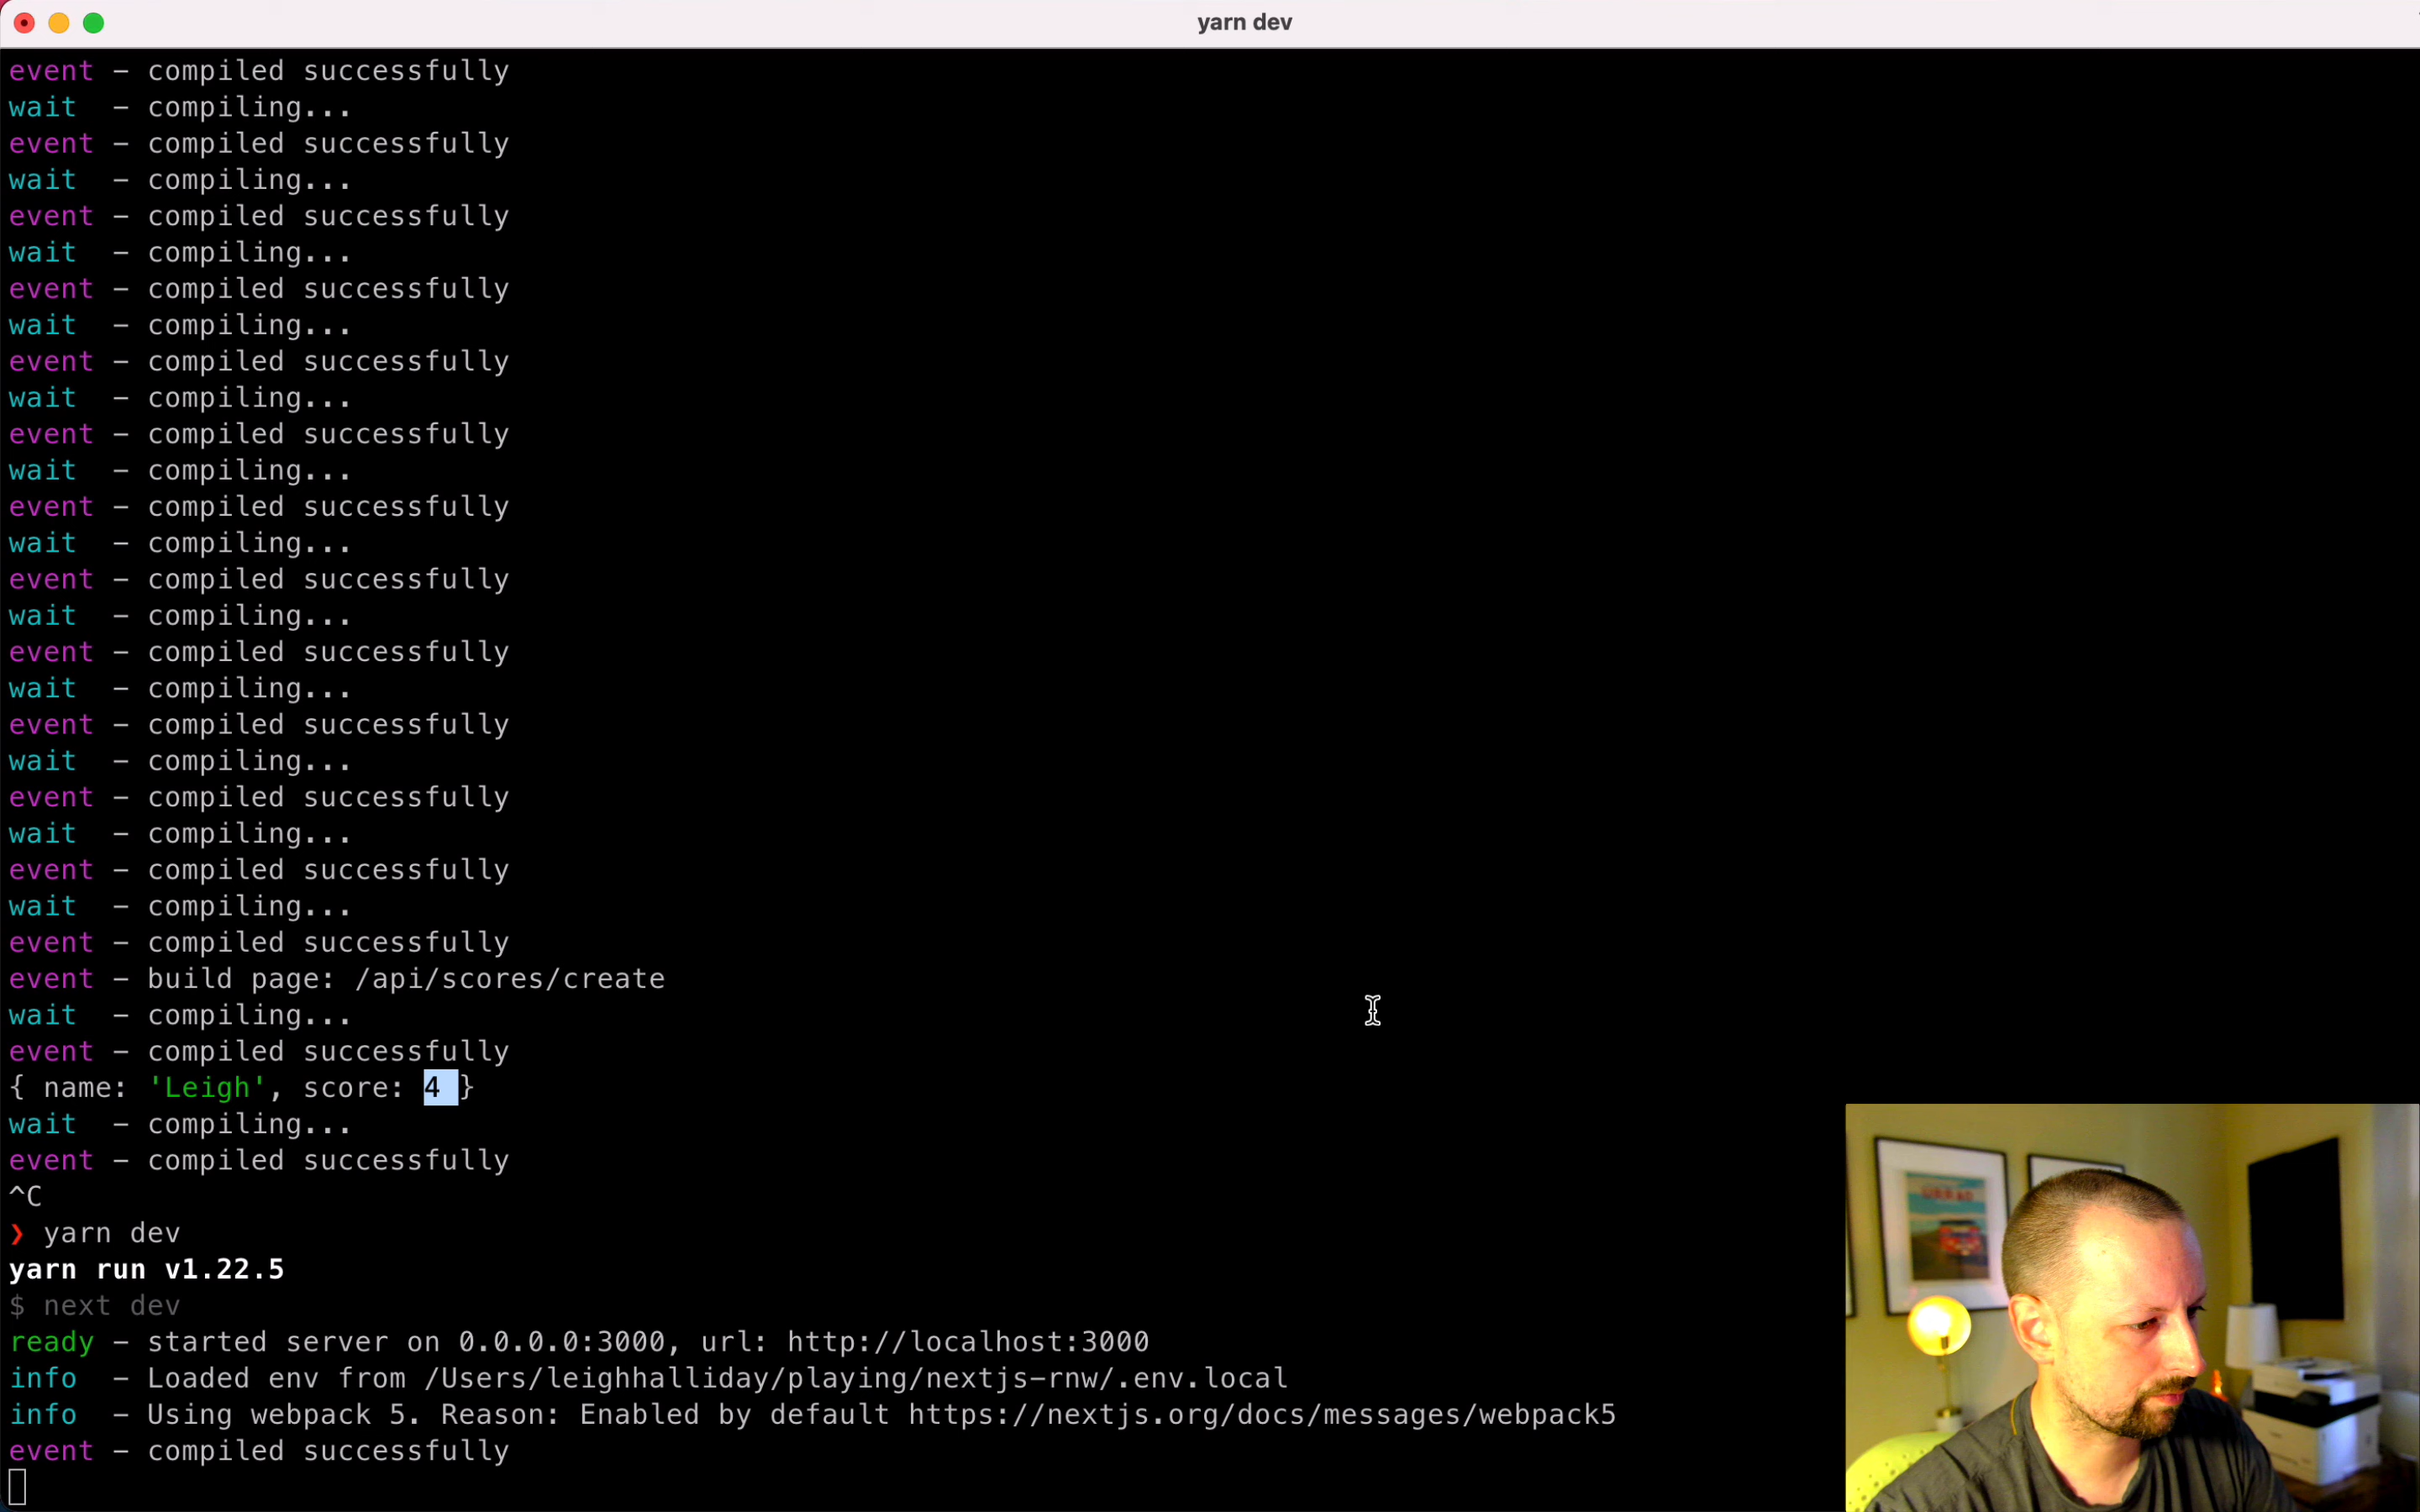 yarn dev
event - compiled successfully
wait - compiling...
event - compiled successfully
wait - compiling...
event - compiled successfully
wait - compiling...
event - compiled successfully
wait - compiling...
event - compiled successfully
wait - compiling...
event - compiled successfully
wait - compiling...
event - compiled successfully
wait - compiling...
event - compiled successfully
wait - compiling...
event - compiled successfully
wait - compiling...
event - compiled successfully
wait - compiling...
event - compiled successfully
wait - compiling...
event - compiled successfully
wait - compiling...
event - compiled successfully
event - build page: /api/scores/create
wait - compiling...
event - compiled successfully
{ name: 'Leigh', score: 4 }
wait - compiling...
event - compiled successfully
^C
❯ yarn dev
yarn run v1.22.5
$ next dev
ready - started server on 0.0.0.0:3000, url: http://localhost:3000
info - Loaded env from /Users/leighhalliday/playing/nextjs-rnw/.env.local
info - Using webpack 5. Reason: Enabled by default https://nextjs.org/docs/messages/webpack5
event - compiled successfully